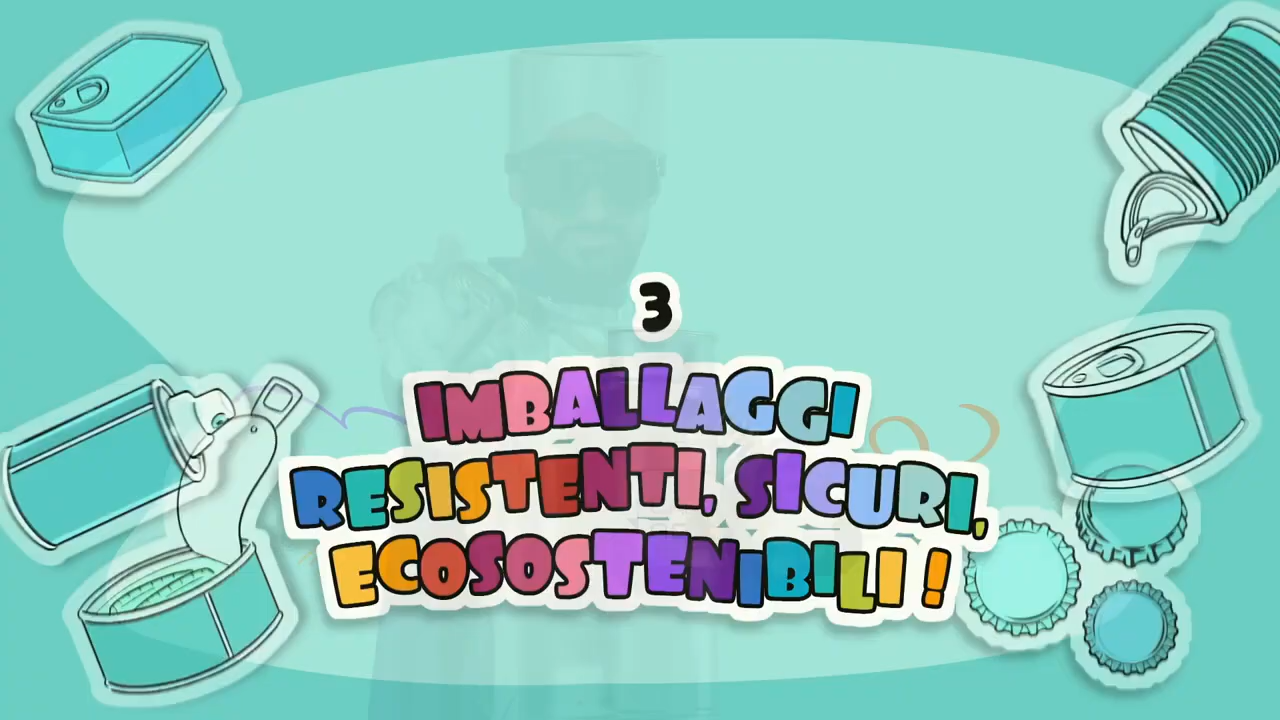 3
IMBALLAGGI
RESISTENTI, SICURI,
ECOSOSTENIBILI !